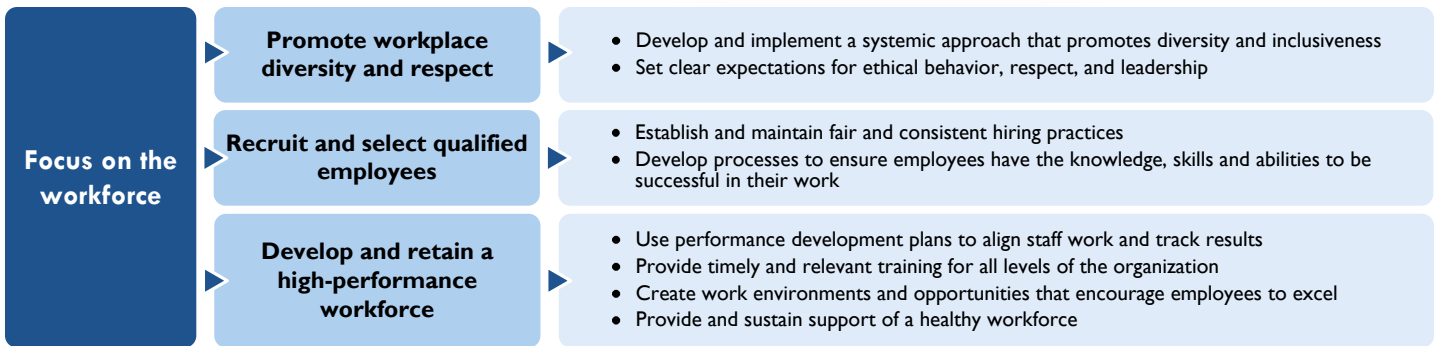 Focus on the
workforce
Promote workplace
diversity and respect
• Develop and implement a systemic approach that promotes diversity and inclusiveness
• Set clear expectations for ethical behavior, respect, and leadership
Recruit and select qualified
employees
• Establish and maintain fair and consistent hiring practices
• Develop processes to ensure employees have the knowledge, skills and abilities to be
successful in their work
Develop and retain a
high-performance
workforce
• Use performance development plans to align staff work and track results
• Provide timely and relevant training for all levels of the organization
• Create work environments and opportunities that encourage employees to excel
• Provide and sustain support of a healthy workforce